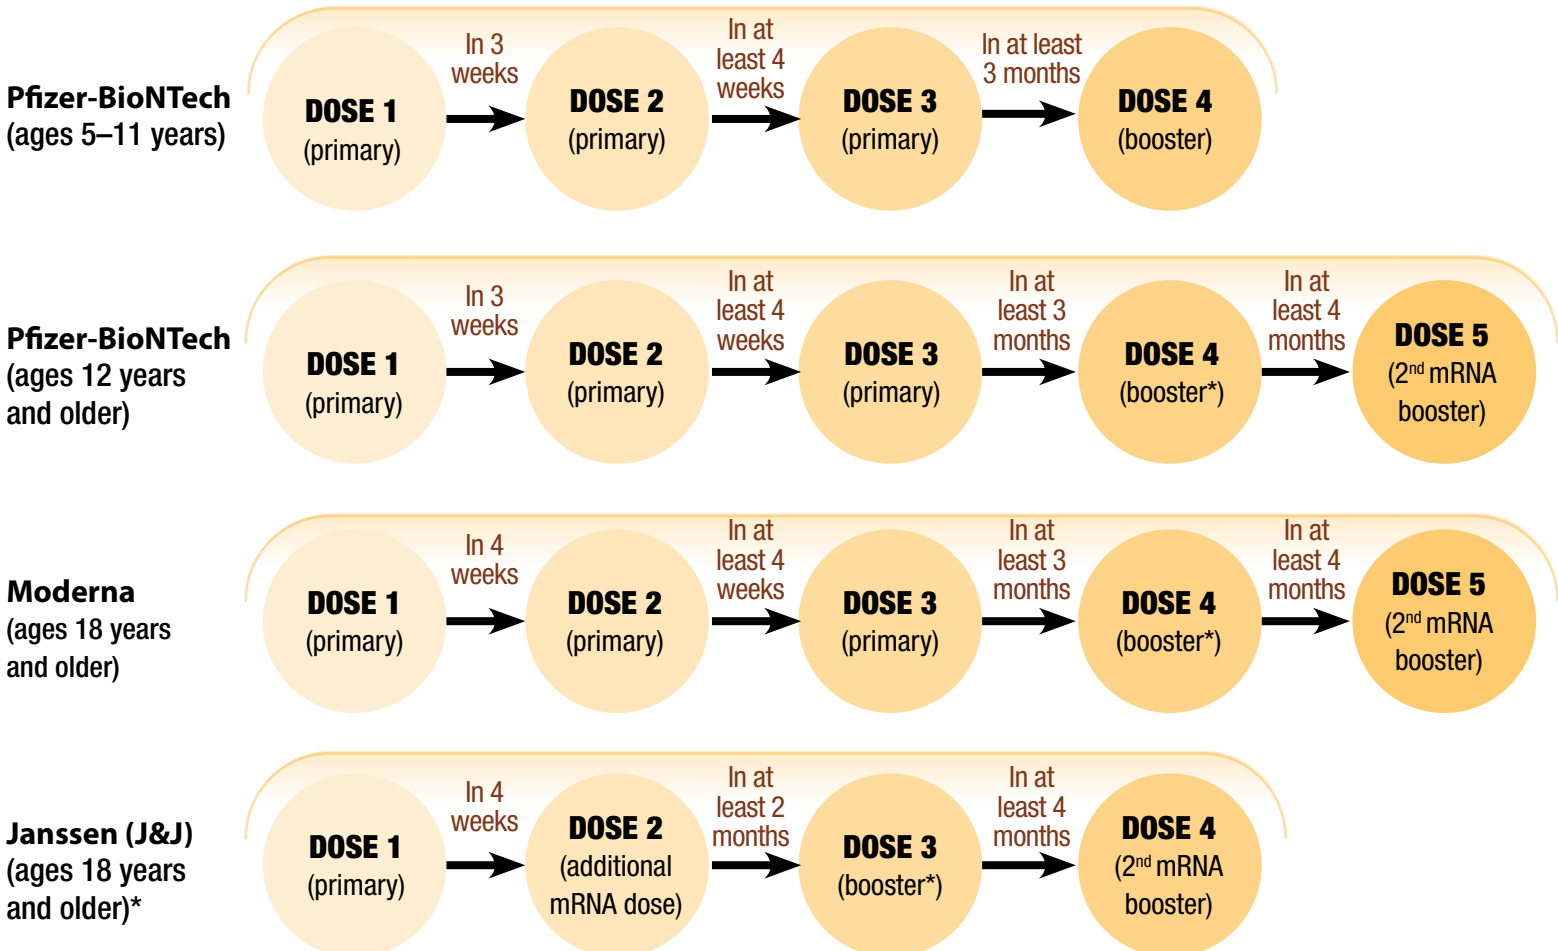 Pfizer-BioNTech
(ages 5–11 years)
DOSE 1
(primary)
In 3
weeks
DOSE 2
(primary)
In at
least 4
weeks
DOSE 3
(primary)
In at least
3 months
DOSE 4
(booster)
Pfizer-BioNTech
(ages 12 years
and older)
DOSE 1
(primary)
In 3
weeks
DOSE 2
(primary)
In at
least 4
weeks
DOSE 3
(primary)
In at
least 3
months
DOSE 4
(booster*)
In at
least 4
months
DOSE 5
(2nd mRNA
booster)
Moderna
(ages 18 years
and older)
DOSE 1
(primary)
In 4
weeks
DOSE 2
(primary)
In at
least 4
weeks
DOSE 3
(primary)
In at
least 3
months
DOSE 4
(booster*)
In at
least 4
months
DOSE 5
(2nd mRNA
booster)
Janssen (J&J)
(ages 18 years
and older)*
DOSE 1
(primary)
In 4
weeks
DOSE 2
(additional
mRNA dose)
In at
least 2
months
DOSE 3
(booster*)
In at
least 4
months
DOSE 4
(2nd mRNA
booster)